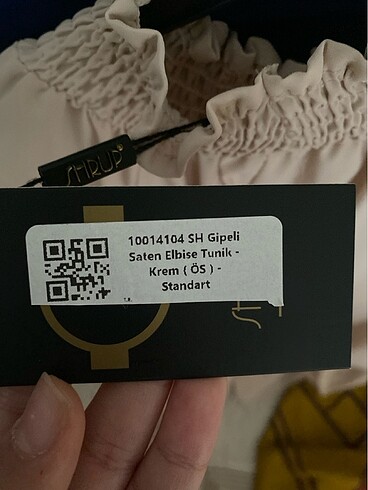 SHRUP
10014104 SH Gipeli
Saten Elbise Tunik -
Krem ( ÖS ) -
Standart